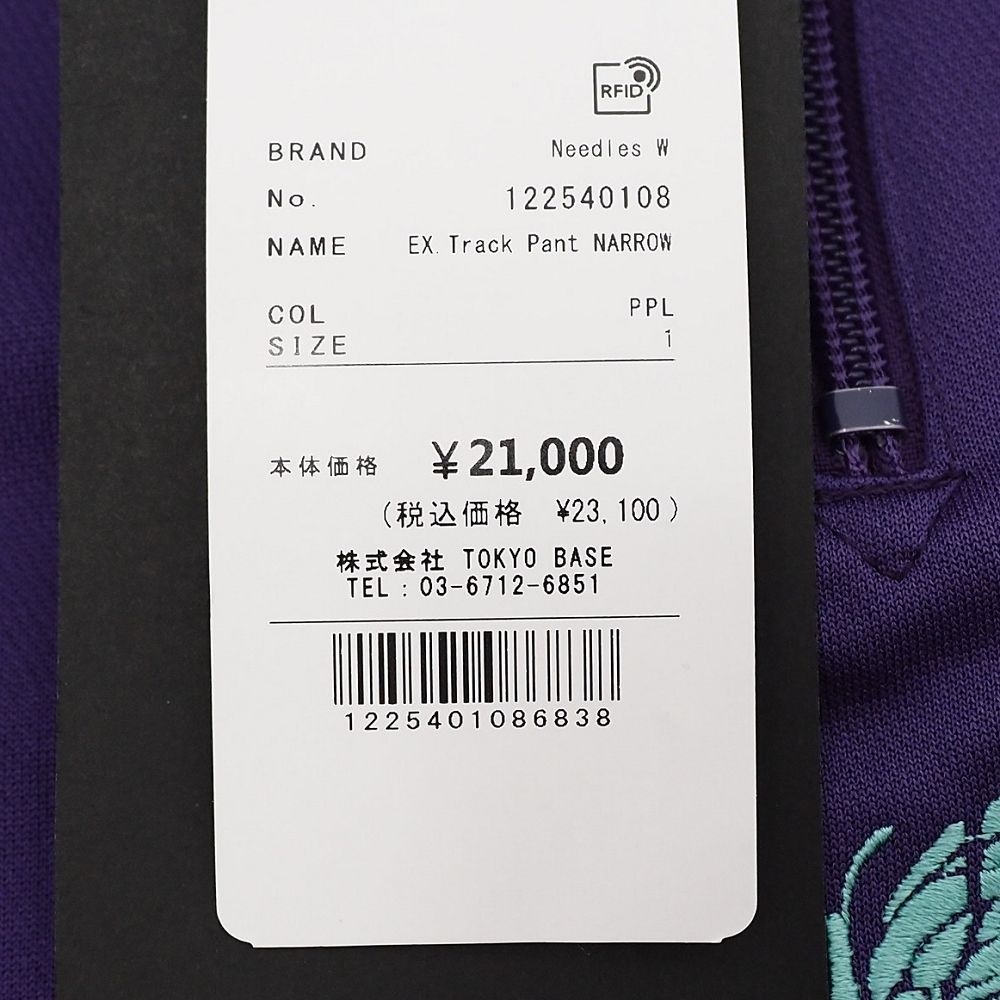 RFID
BRAND Needles W
No. 122540108
NAME EX.Track Pant NARROW
COL PPL
SIZE 1
本体価格 ¥21,000
(税込価格 ¥23,100)
株式会社 TOKYO BASE
TEL:03-6712-6851
1225401086838